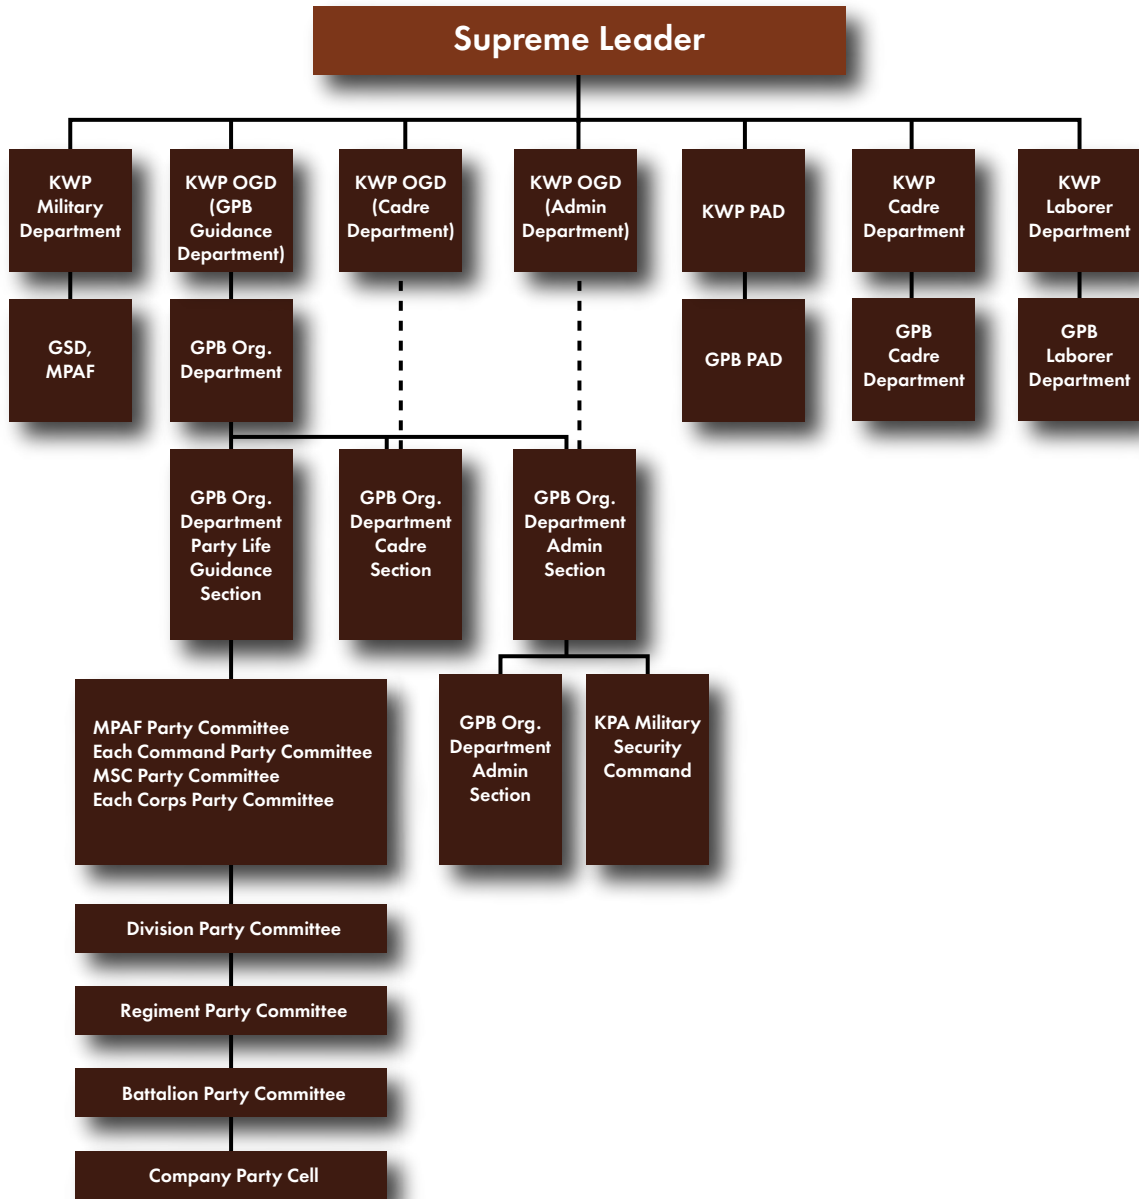 Supreme Leader
KWP
Military
Department
KWP OGD
(GPB
Guidance
Department)
KWP OGD
(Cadre
Department)
KWP OGD
(Admin
Department)
KWP PAD
KWP
Cadre
Department
KWP
Laborer
Department
GSD,
MPAF
GPB Org.
Department
GPB PAD
GPB
Cadre
Department
GPB
Laborer
Department
GPB Org.
Department
Party Life
Guidance
Section
GPB Org.
Department
Cadre
Section
GPB Org.
Department
Admin
Section
MPAF Party Committee
Each Command Party Committee
MSC Party Committee
Each Corps Party Committee
GPB Org.
Department
Admin
Section
KPA Military
Security
Command
Division Party Committee
Regiment Party Committee
Battalion Party Committee
Company Party Cell